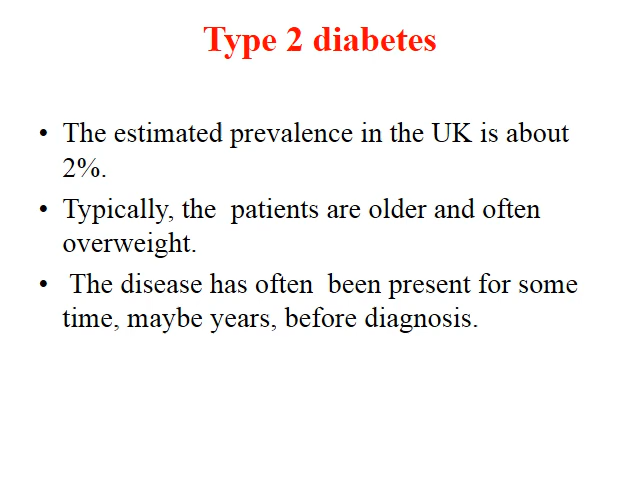 Type 2 diabetes
• The estimated prevalence in the UK is about
2%.
• Typically, the  patients are older and often
overweight.
•  The disease has often  been present for some
time, maybe years, before diagnosis.